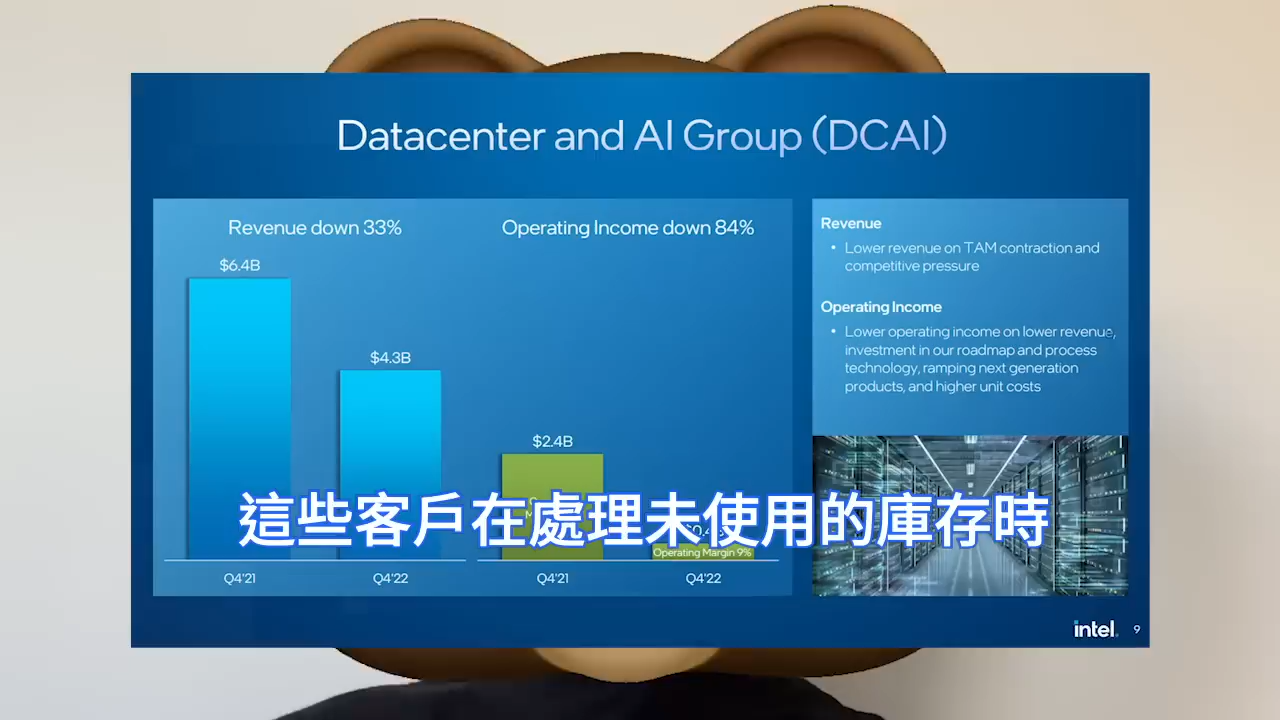 Datacenter and AI Group (DCAI)
Revenue down 33%
Operating Income down 84%
$6.4B
$4.3B
$2.4B
Operating Margin 9%
Q4'21
Q4'22
Q4'21
Q4'22
Revenue
• Lower revenue on TAM contraction and
competitive pressure
Operating Income
• Lower operating income on lower revenue,
investment in our roadmap and process
technology, ramping next generation
products, and higher unit costs
這些客戶在處理未使用的庫存時
intel.
9